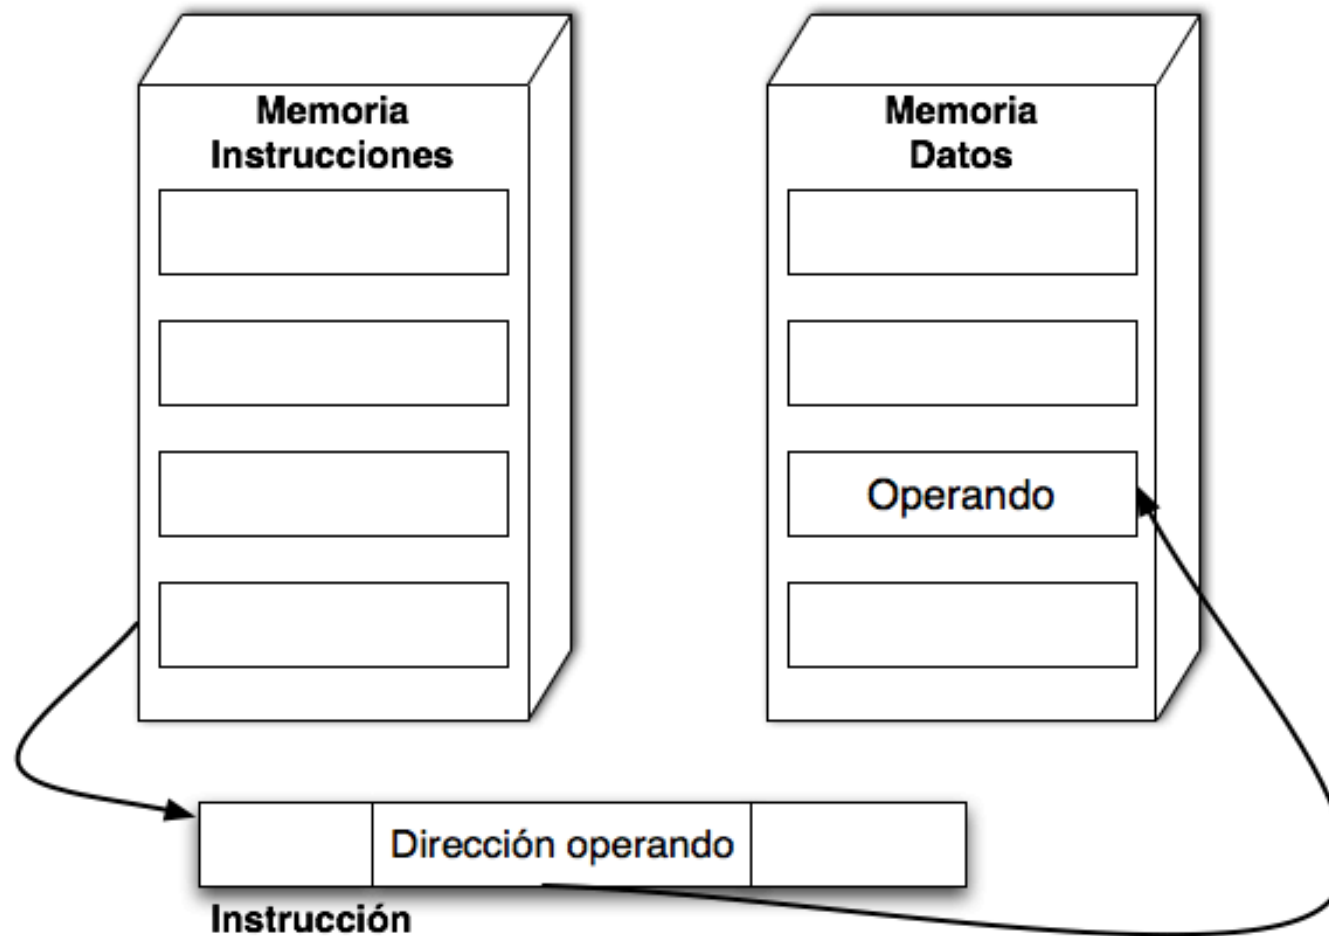 Memoria
Instrucciones
Memoria
Datos
Operando
Dirección operando
Instrucción